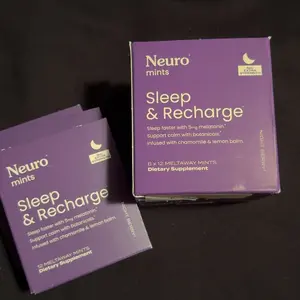 Neuro
mints
Sleep
& Recharge
Sleep faster with 5mg melatonin.*
Support calm with botanicals.*
Infused with chamomile & lemon balm.
6 x 12 MELTAWAY MINTS
Dietary Supplement
Neuro
mints
Sleep
& Recharge
Sleep faster with 5mg melatonin.*
Support calm with botanicals.*
Infused with chamomile & lemon balm.
12 MELTAWAY MINTS
Dietary Supplement